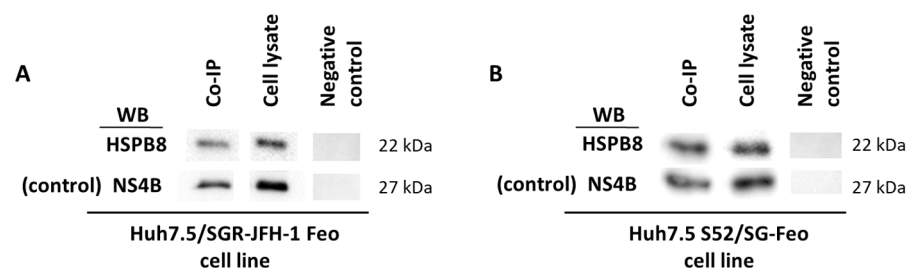 A
Co-IP
Cell lysate
Negative
control
WB
HSPB8
22 kDa
(control) NS4B
27 kDa
Huh7.5/SGR-JFH-1 Feo
cell line
B
Co-IP
Cell lysate
Negative
control
WB
HSPB8
22 kDa
(control) NS4B
27 kDa
Huh7.5 S52/SG-Feo
cell line